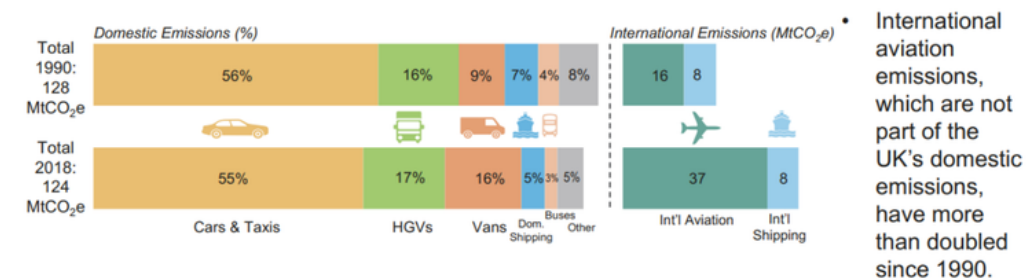 Domestic Emissions (%)
International Emissions (MtCO₂e)
Total
1990:
128
MtCO₂e
56%
16%
9%
7%
4%
8%
16
8
Total
2018:
124
MtCO₂e
55%
17%
16%
5%
3%
5%
37
8
Cars & Taxis
HGVs
Vans
Dom.
Shipping
Buses
Other
Int'l Aviation
Int'l
Shipping
• International
aviation
emissions,
which are not
part of the
UK's domestic
emissions,
have more
than doubled
since 1990.